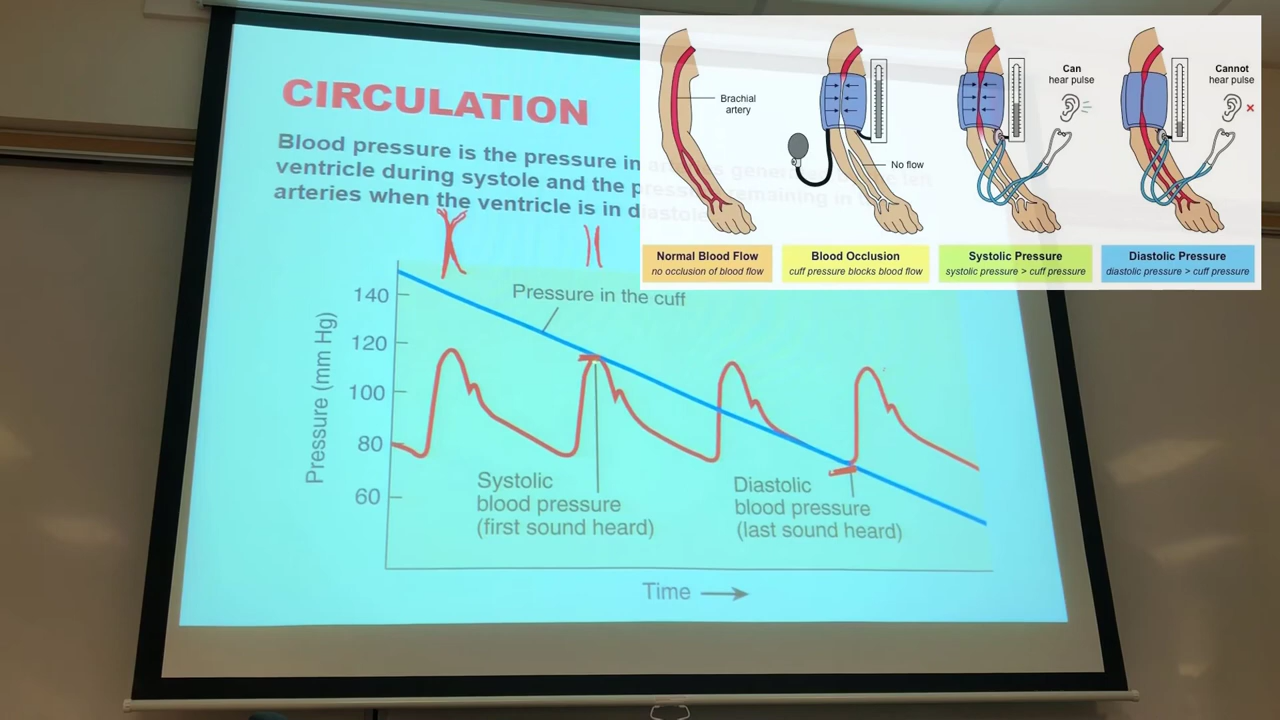 CIRCULATION
Blood pressure is the pressure in arteries generated by the left
ventricle during systole and the pressure remaining in the
arteries when the ventricle is in diastole
Pressure in the cuff
140
120
100
80
60
Pressure (mm Hg)
Systolic
blood pressure
(first sound heard)
Diastolic
blood pressure
(last sound heard)
Time
Brachial
artery
No flow
Can
hear pulse
Cannot
hear pulse
Normal Blood Flow
no occlusion of blood flow
Blood Occlusion
cuff pressure blocks blood flow
Systolic Pressure
systolic pressure > cuff pressure
Diastolic Pressure
diastolic pressure > cuff pressure